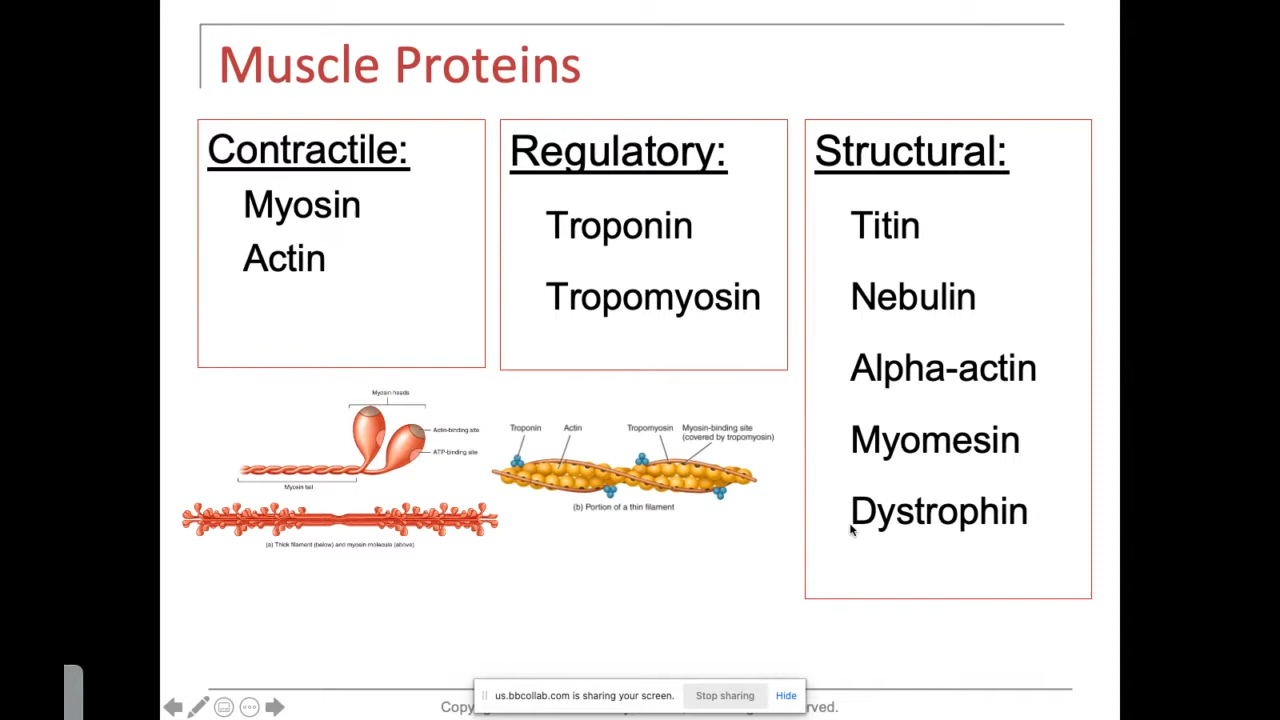 Muscle Proteins
Contractile:
Myosin
Actin
Regulatory:
Troponin
Tropomyosin
Structural:
Titin
Nebulin
Alpha-actin
Myomesin
Dystrophin
Myosin heads
Actin-binding site
ATP-binding site
Myosin tail
(a) Thick filament (below) and myosin molecule (above)
Troponin
Actin
Tropomyosin
Myosin-binding site
(covered by tropomyosin)
(b) Portion of a thin filament
us.bbcollab.com is sharing your screen.
Stop sharing
Hide